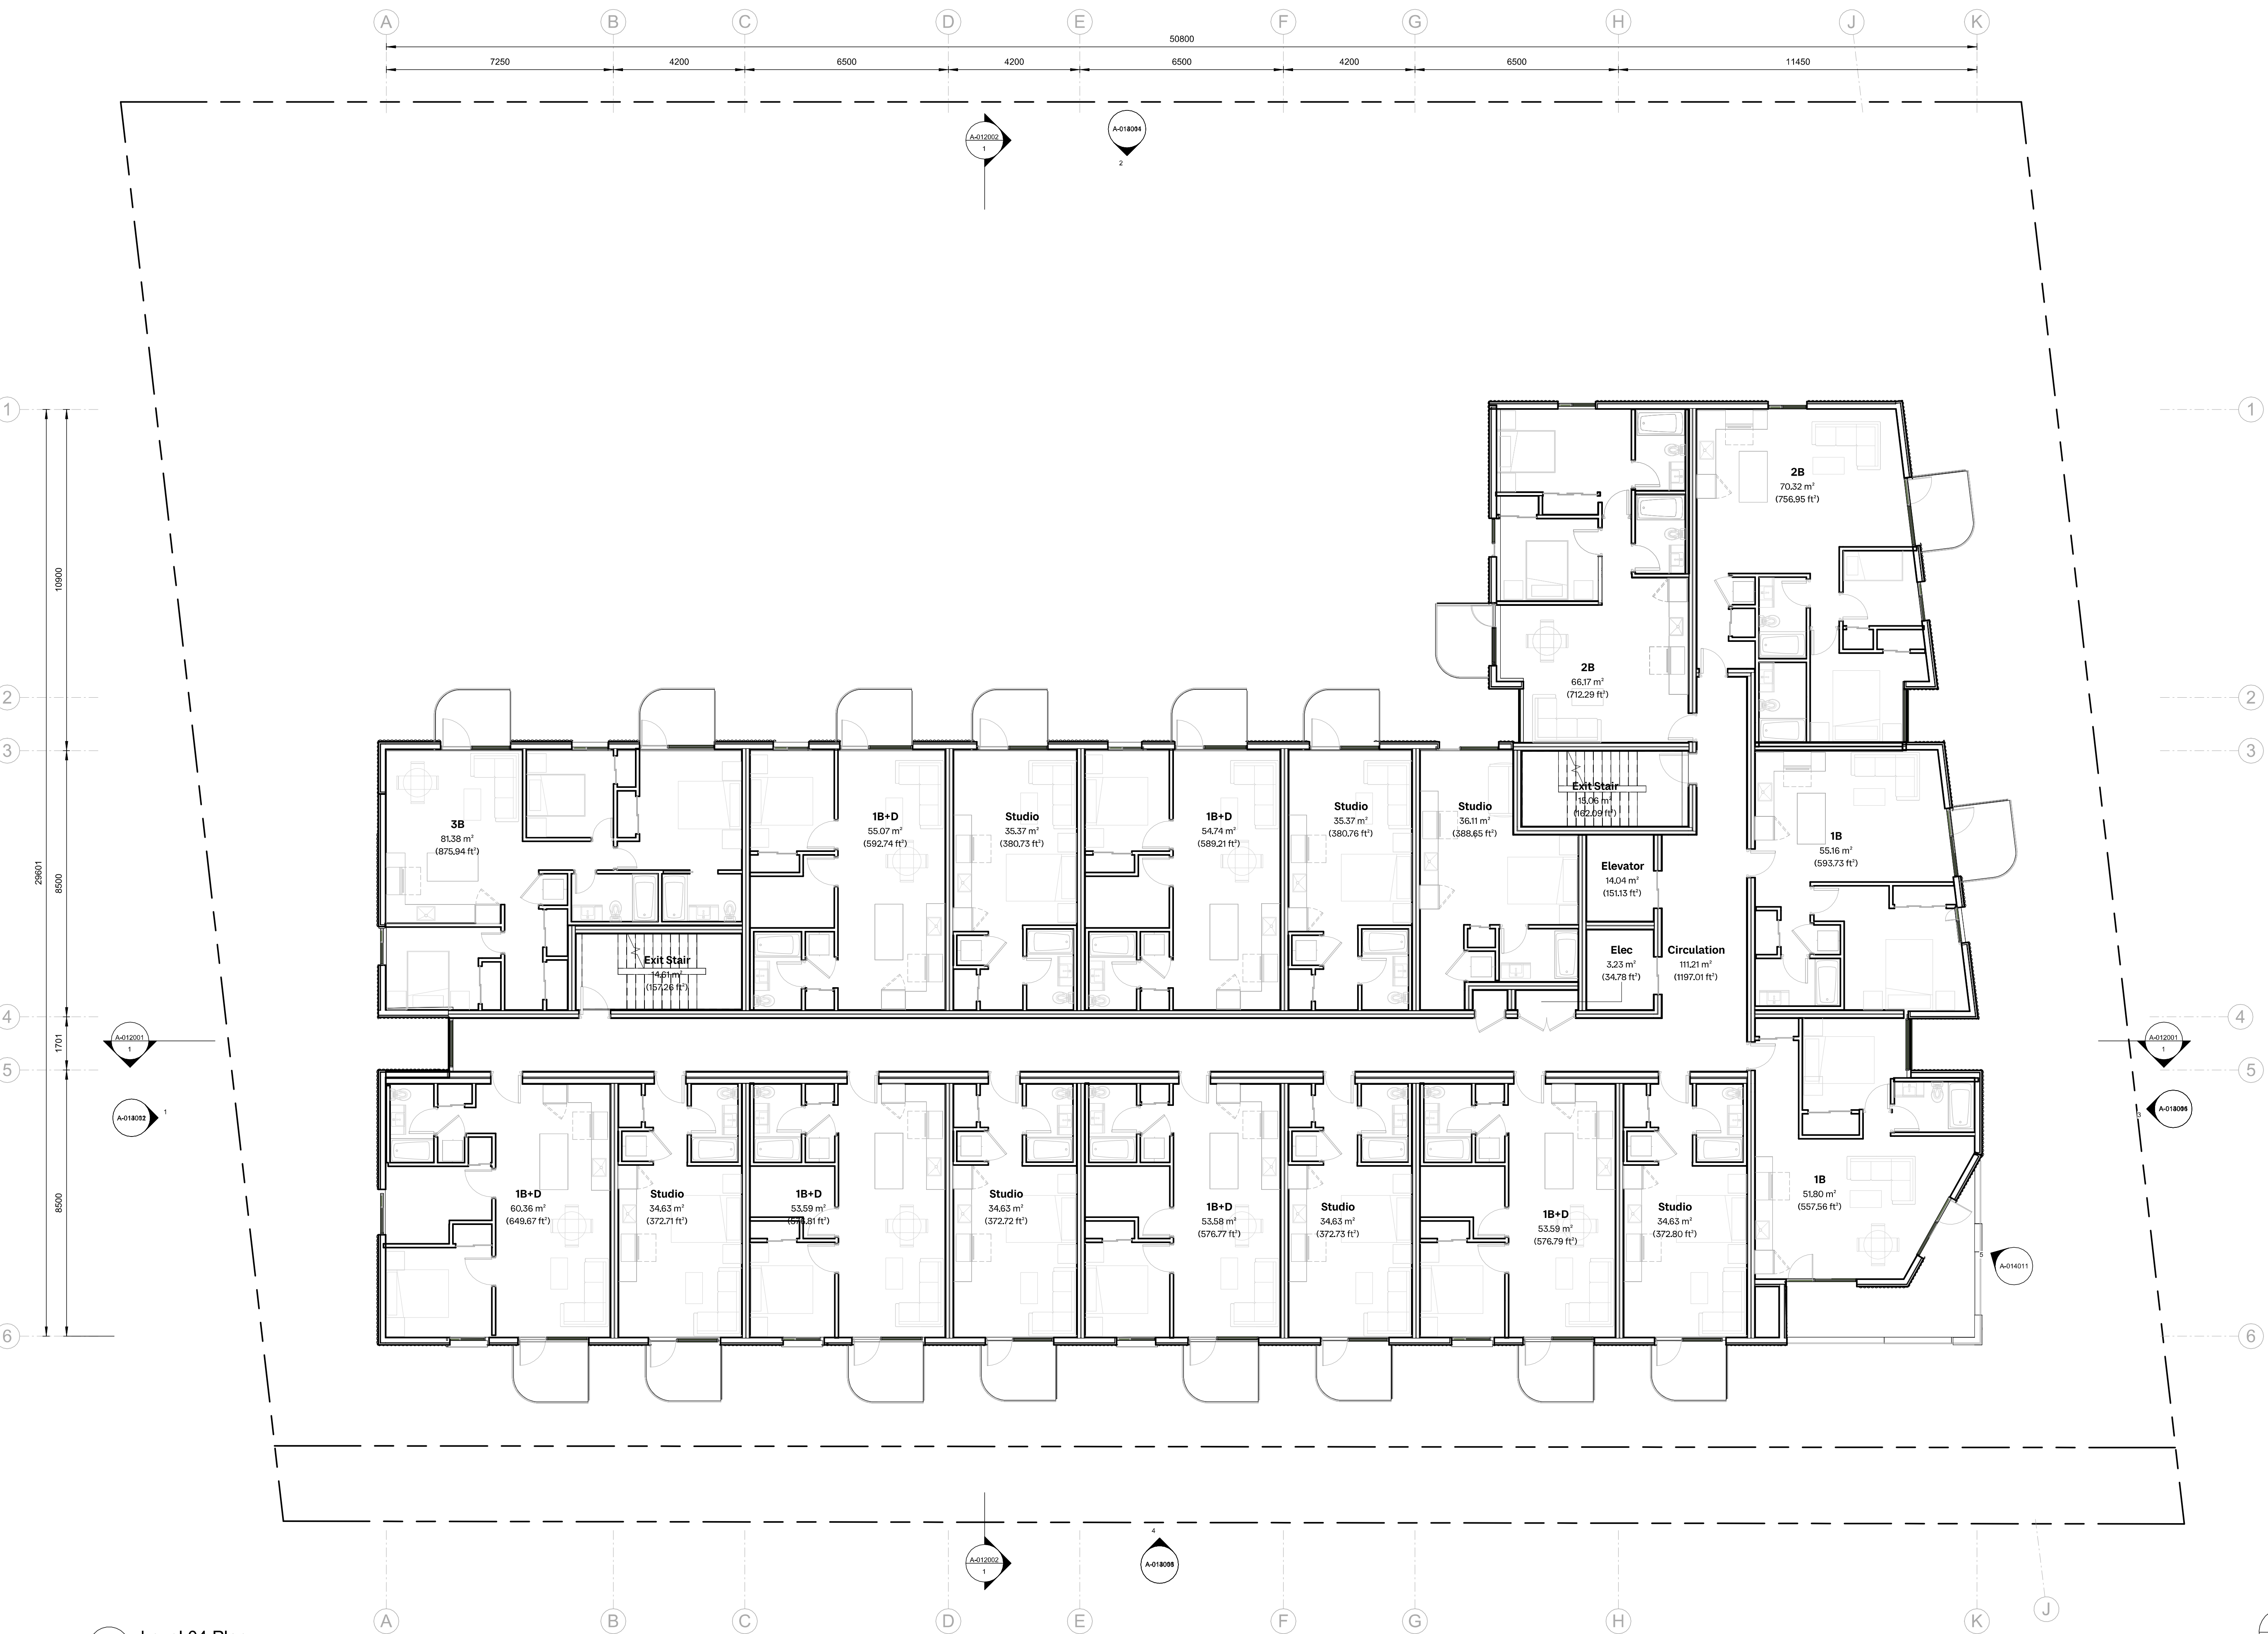 A B C D E F G H J K
50800
7250 4200 6500 4200 6500 4200 6500 11450
A-012002
1
2
1 1
10900
2B
70.32 m²
(756.95 ft²)
2B
66.17 m²
(712.29 ft²)
2 2
3 3
29601
8500
3B
81.38 m²
(875.94 ft²)
1B+D
55.07 m²
(592.74 ft²)
Studio
35.37 m²
(380.73 ft²)
1B+D
54.74 m²
(589.21 ft²)
Studio
35.37 m²
(380.76 ft²)
Studio
36.11 m²
(388.65 ft²)
Exit Stair
15.06 m²
(162.09 ft²)
1B
55.16 m²
(593.73 ft²)
Elevator
14.04 m²
(151.13 ft²)
Exit Stair
14.61 m²
(157.26 ft²)
Elec
3.23 m²
(34.78 ft²)
Circulation
111.21 m²
(1197.01 ft²)
4 4
1701
A-012001
1
A-012001
1
5 5
1
3
8500
1B+D
60.36 m²
(649.67 ft²)
Studio
34.63 m²
(372.71 ft²)
1B+D
53.59 m²
Studio
34.63 m²
(372.72 ft²)
1B+D
53.58 m²
(576.77 ft²)
Studio
34.63 m²
(372.73 ft²)
1B+D
53.59 m²
(576.79 ft²)
Studio
34.63 m²
(372.80 ft²)
1B
51.80 m²
(557.56 ft²)
5
A-014011
6 6
4
A-012002
1
A B C D E F G H J K